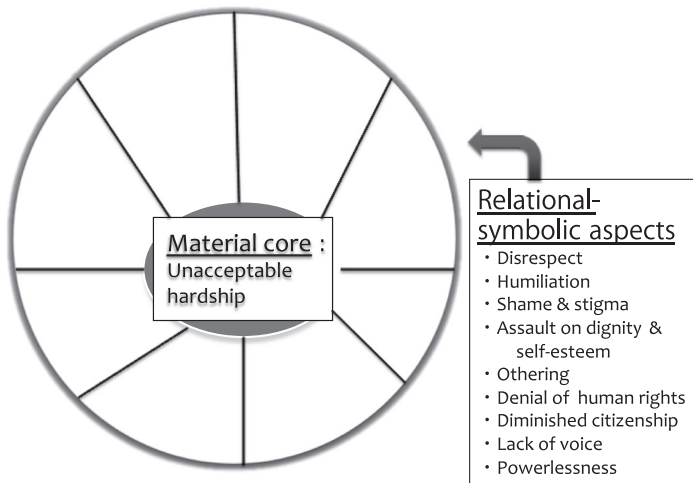 Material core :
Unacceptable
hardship
Relational-
symbolic aspects
· Disrespect
· Humiliation
· Shame & stigma
· Assault on dignity &
self-esteem
· Othering
· Denial of human rights
· Diminished citizenship
· Lack of voice
· Powerlessness